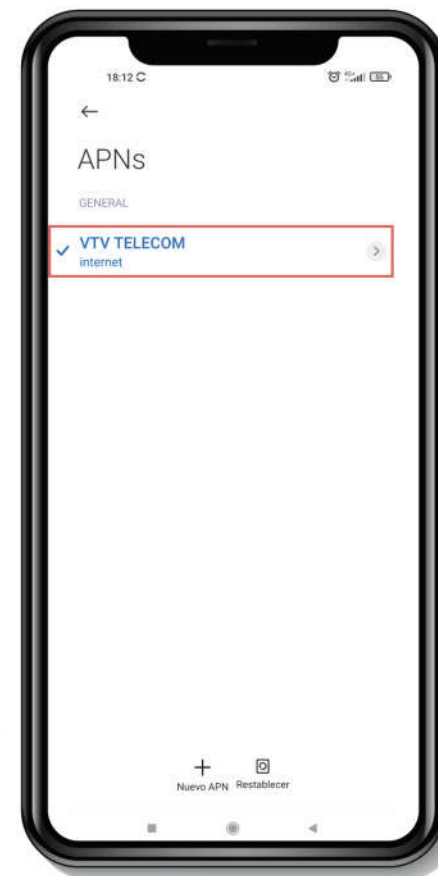 18:12
APNs
GENERAL
VTV TELECOM
internet
Nuevo APN Restablecer